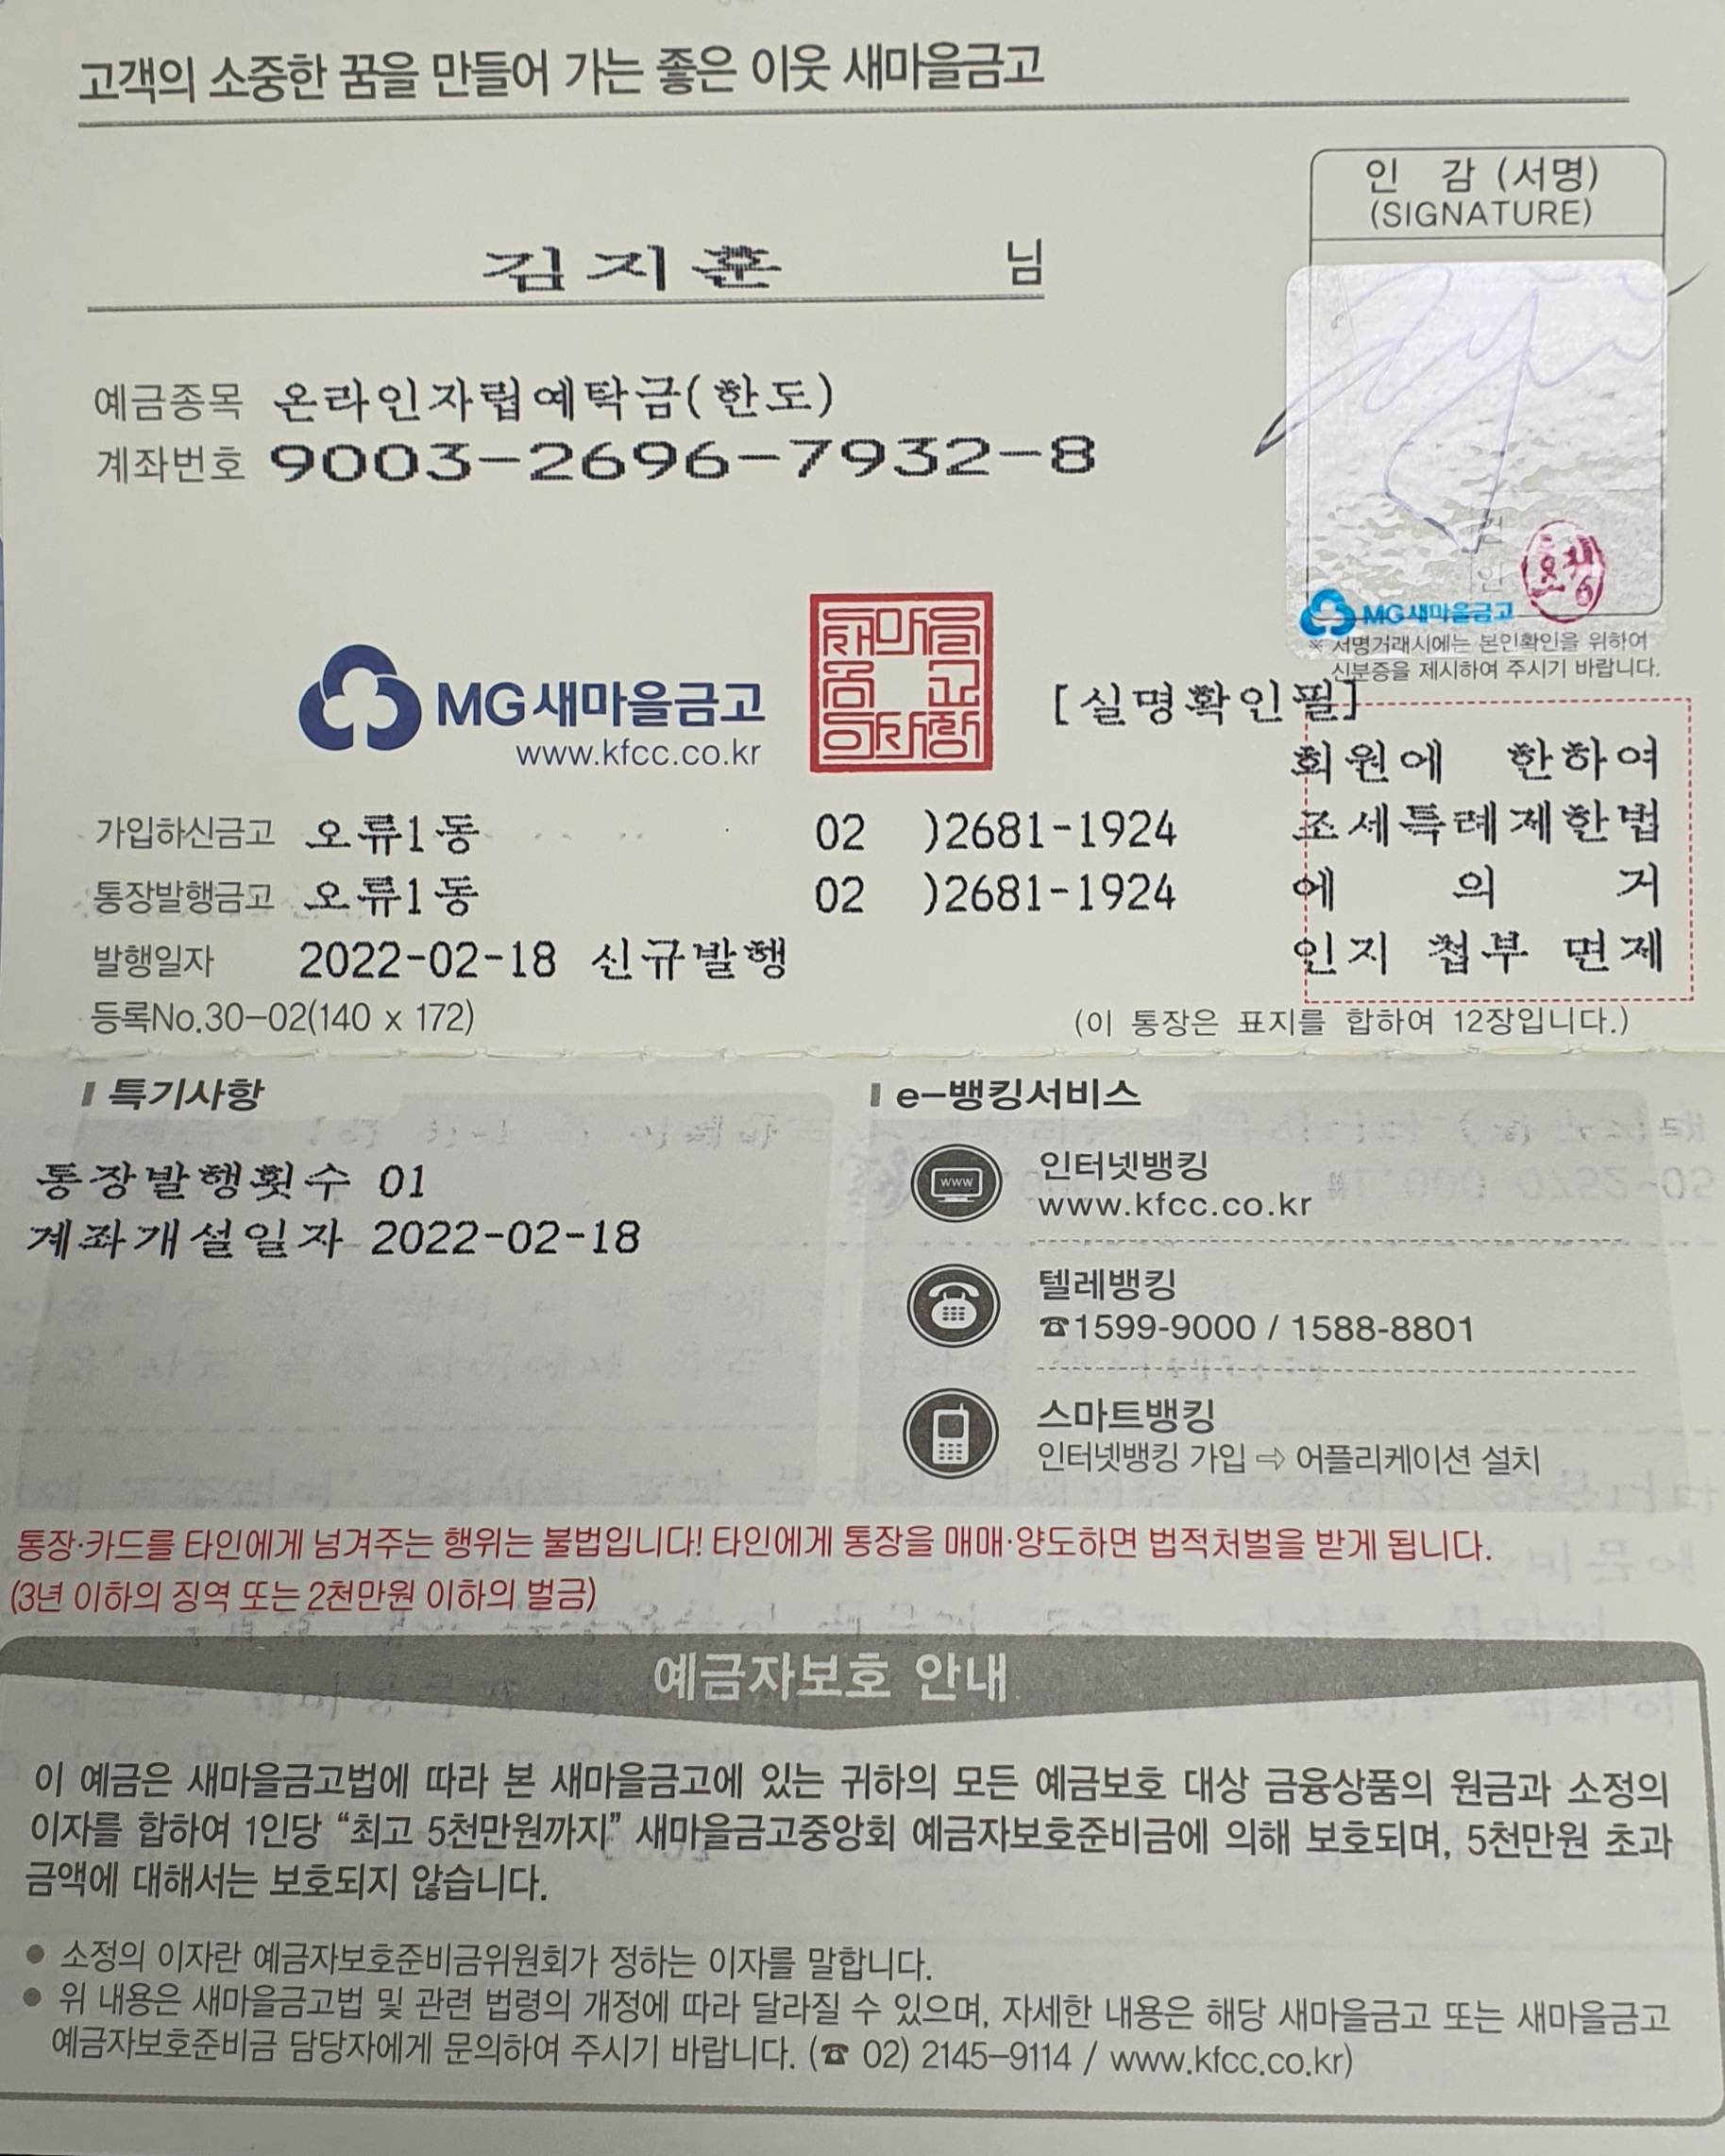 고객의 소중한 꿈을 만들어 가는 좋은 이웃 새마을금고
인 감 (서명)
(SIGNATURE)
김지훈 님
예금종목 온라인자립예탁금(한도)
계좌번호 9003-2696-7932-8
MG새마을금고
※ 서명거래시에는 본인확인을 위하여
신분증을 제시하여 주시기 바랍니다.
MG새마을금고
www.kfcc.co.kr
[실명확인필]
회원에 한하여
조세특례제한법
에 의 거
인지 첩부 면제
가입하신금고 오류1동 02 )2681-1924
통장발행금고 오류1동 02 )2681-1924
발행일자 2022-02-18 신규발행
등록No.30-02(140 x 172)
(이 통장은 표지를 합하여 12장입니다.)
특기사항
통장발행횟수 01
계좌개설일자 2022-02-18
e-뱅킹서비스
www
인터넷뱅킹
www.kfcc.co.kr
텔레뱅킹
☎1599-9000 / 1588-8801
스마트뱅킹
인터넷뱅킹 가입 ⇨ 어플리케이션 설치
통장·카드를 타인에게 넘겨주는 행위는 불법입니다! 타인에게 통장을 매매·양도하면 법적처벌을 받게 됩니다.
(3년 이하의 징역 또는 2천만원 이하의 벌금)
예금자보호 안내
이 예금은 새마을금고법에 따라 본 새마을금고에 있는 귀하의 모든 예금보호 대상 금융상품의 원금과 소정의
이자를 합하여 1인당 “최고 5천만원까지” 새마을금고중앙회 예금자보호준비금에 의해 보호되며, 5천만원 초과
금액에 대해서는 보호되지 않습니다.
● 소정의 이자란 예금자보호준비금위원회가 정하는 이자를 말합니다.
● 위 내용은 새마을금고법 및 관련 법령의 개정에 따라 달라질 수 있으며, 자세한 내용은 해당 새마을금고 또는 새마을금고
예금자보호준비금 담당자에게 문의하여 주시기 바랍니다. (☎ 02) 2145-9114 / www.kfcc.co.kr)